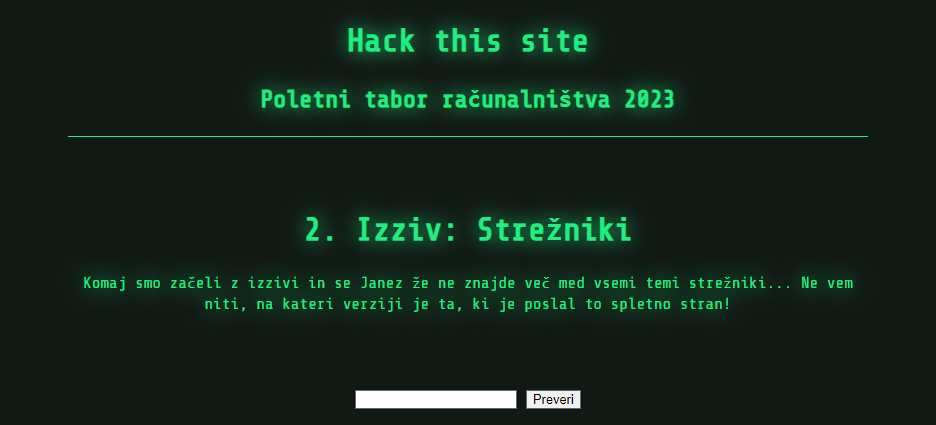 Hack this site
Poletni tabor računalništva 2023
2. Izziv: Strežniki
Komaj smo začeli z izzivi in se Janez že ne znajde več med vsemi temi strežniki... Ne vem
niti, na kateri verziji je ta, ki je poslal to spletno stran!
Preveri